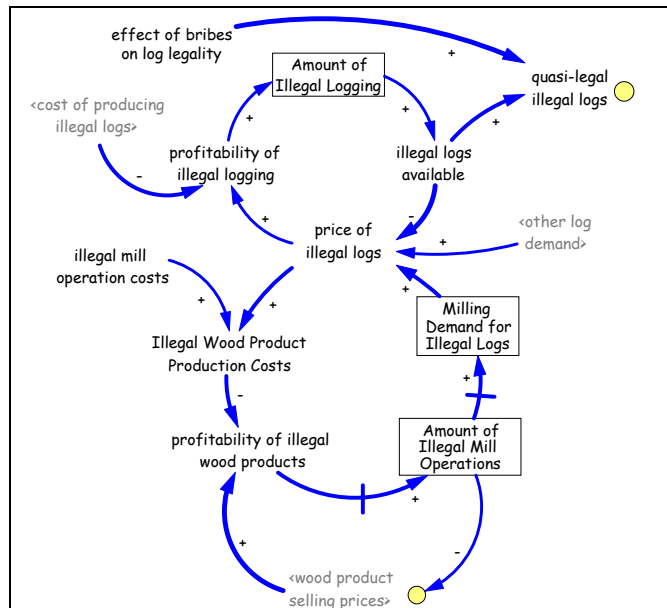 effect of bribes
on log legality
+
Amount of
Illegal Logging
quasi-legal
illegal logs
<cost of producing
illegal logs>
+
+
+
-
profitability of
illegal logging
illegal logs
available
+
-
price of
illegal logs
+
<other log
demand>
illegal mill
operation costs
+
+
+
Milling
Demand for
Illegal Logs
Illegal Wood Product
Production Costs
+
-
profitability of illegal
wood products
Amount of
Illegal Mill
Operations
+
+
-
<wood product
selling prices>